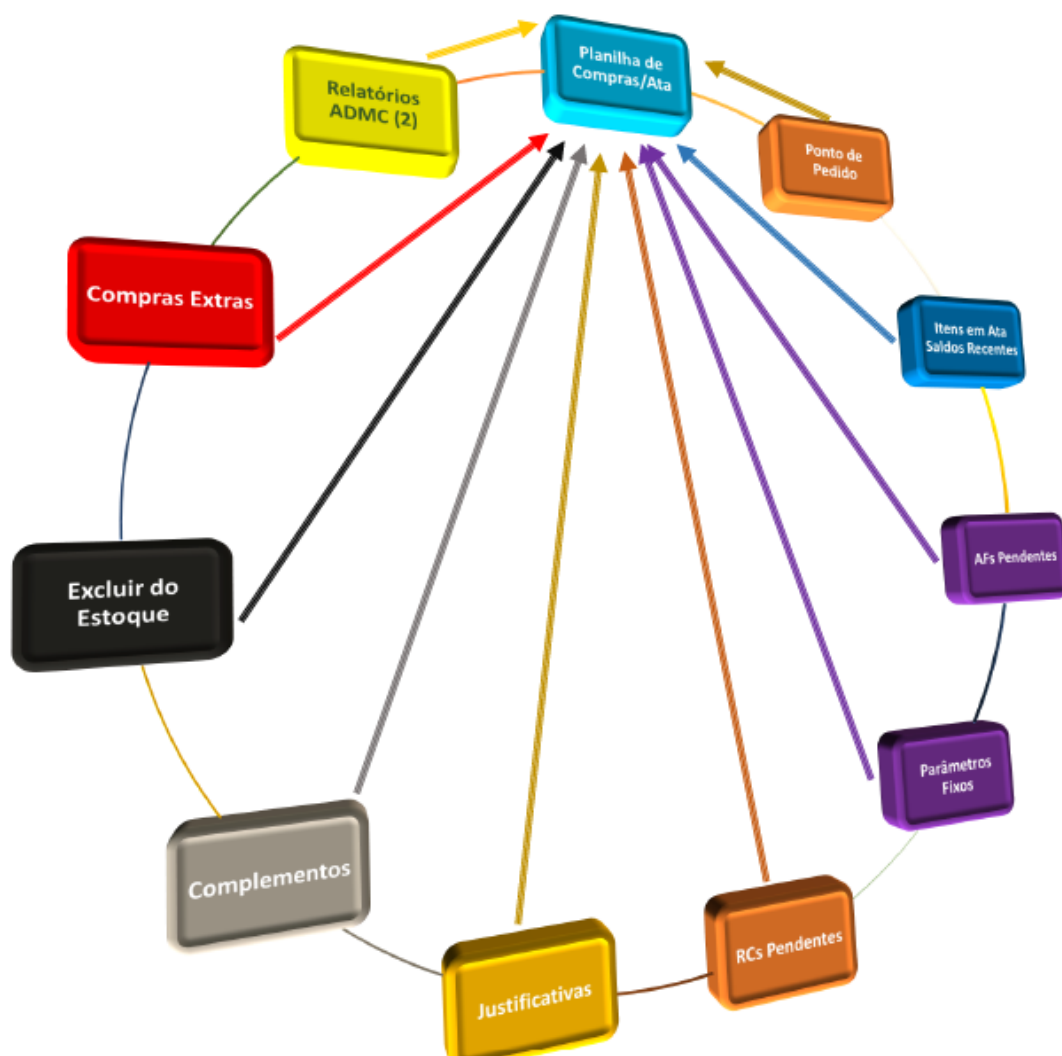 Planilha de
Compras/Ata
Ponto de
Pedido
Itens em Ata
Saldos Recentes
AFs Pendentes
Parâmetros
Fixos
RCs Pendentes
Justificativas
Complementos
Excluir do
Estoque
Compras Extras
Relatórios
ADMC (2)